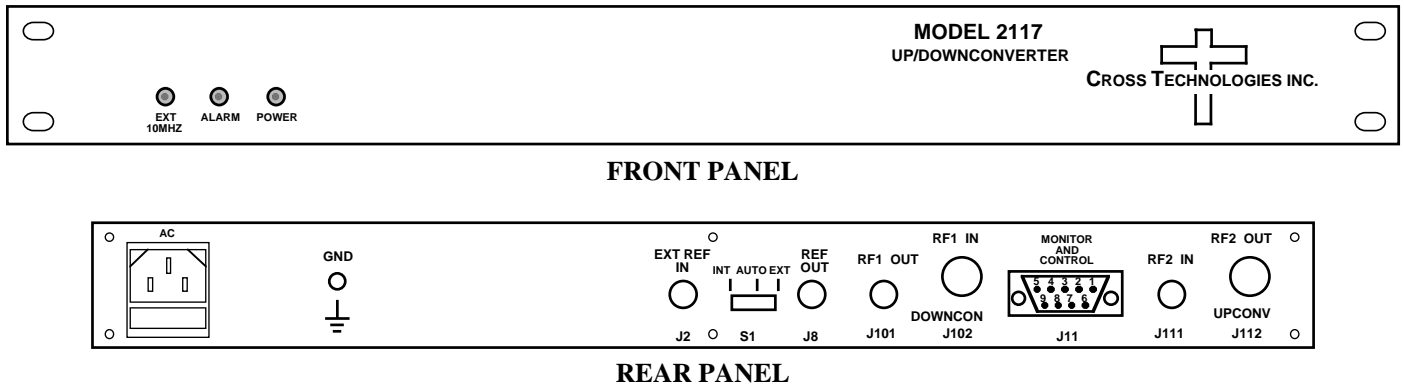 MODEL 2117
UP/DOWNCONVERTER
CROSS TECHNOLOGIES INC.
EXT
10MHZ
ALARM
POWER
FRONT PANEL
AC
GND
EXT REF
IN
J2
INT AUTO EXT
S1
REF
OUT
J8
RF1 OUT
J101
RF1 IN
DOWNCON
J102
MONITOR
AND
CONTROL
5 4 3 2 1
9 8 7 6
J11
RF2 IN
J111
RF2 OUT
UPCONV
J112
REAR PANEL